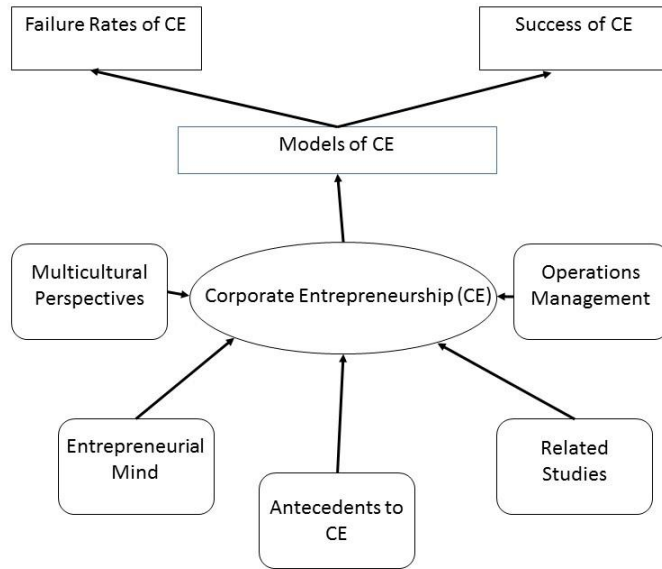 Failure Rates of CE
Success of CE
Models of CE
Multicultural
Perspectives
Corporate Entrepreneurship (CE)
Operations
Management
Entrepreneurial
Mind
Antecedents to
CE
Related
Studies